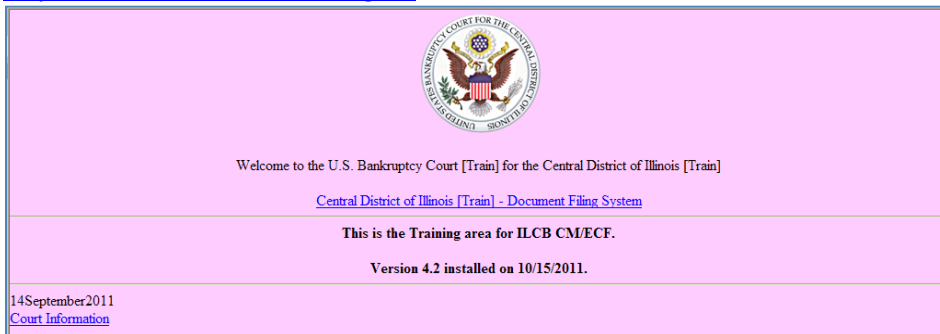 UNITED STATES BANKRUPTCY COURT FOR THE CENTRAL DISTRICT OF ILLINOIS
Welcome to the U.S. Bankruptcy Court [Train] for the Central District of Illinois [Train]
Central District of Illinois [Train] - Document Filing System
This is the Training area for ILCB CM/ECF.
Version 4.2 installed on 10/15/2011.
14September2011
Court Information